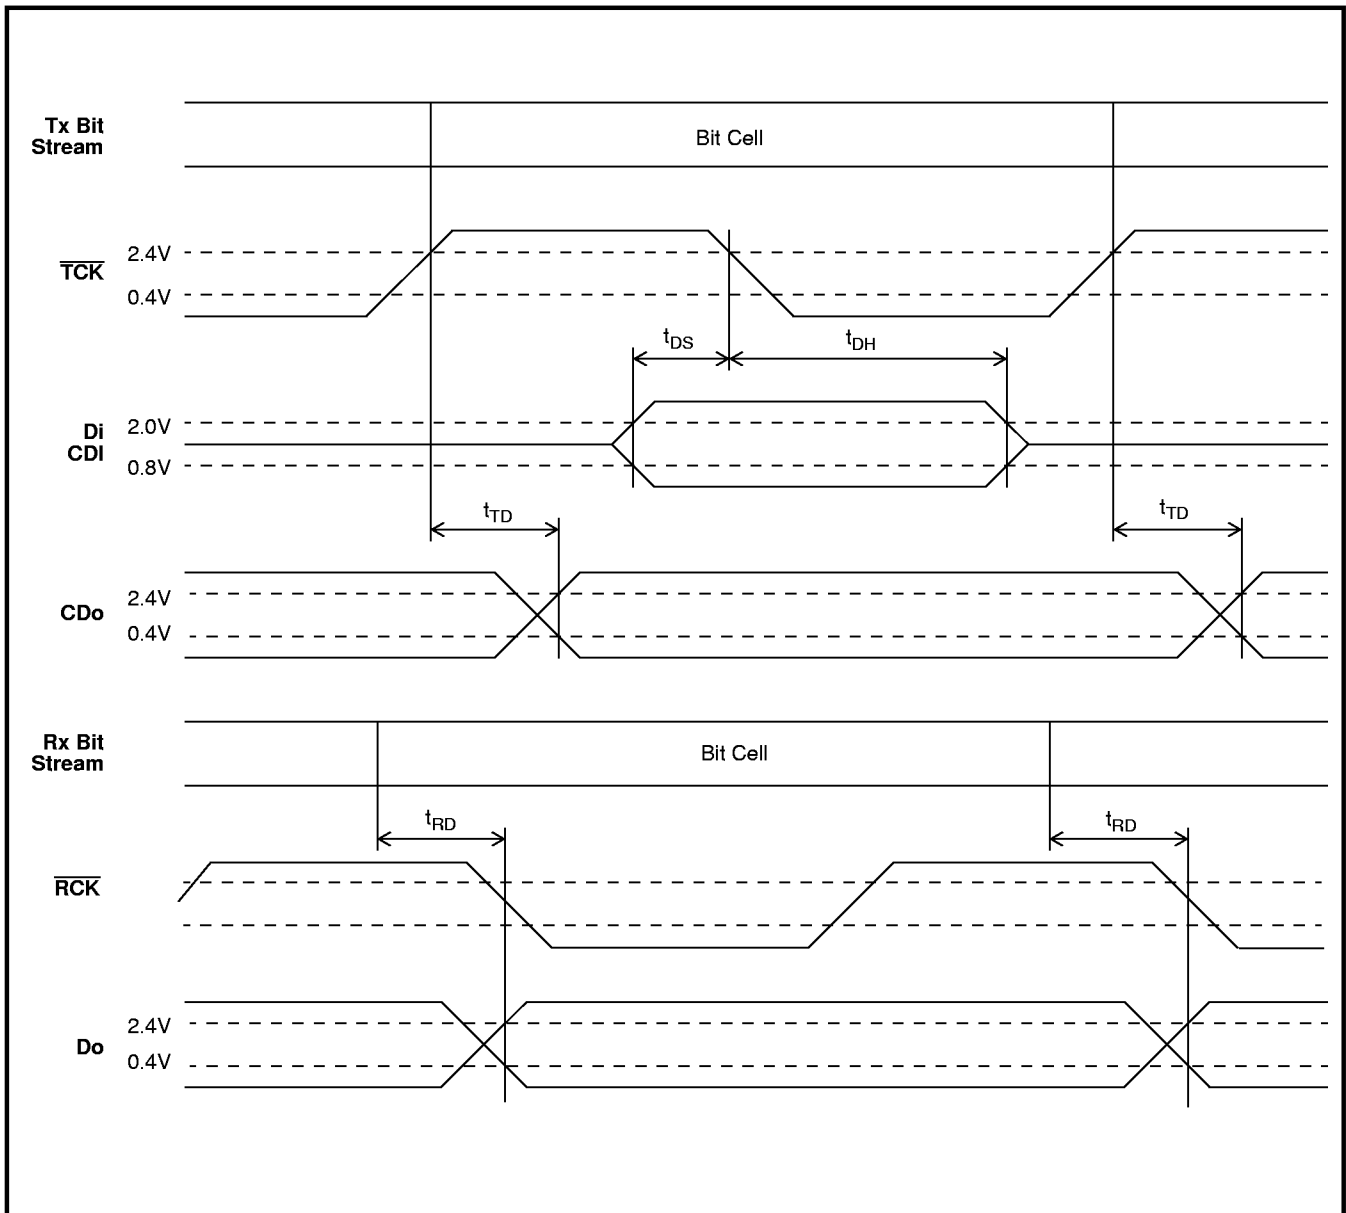 Tx Bit
Stream
Bit Cell
TCK
2.4V
0.4V
tDS
tDH
Di
CDI
2.0V
0.8V
tTD
tTD
CDo
2.4V
0.4V
Rx Bit
Stream
Bit Cell
tRD
tRD
RCK
Do
2.4V
0.4V